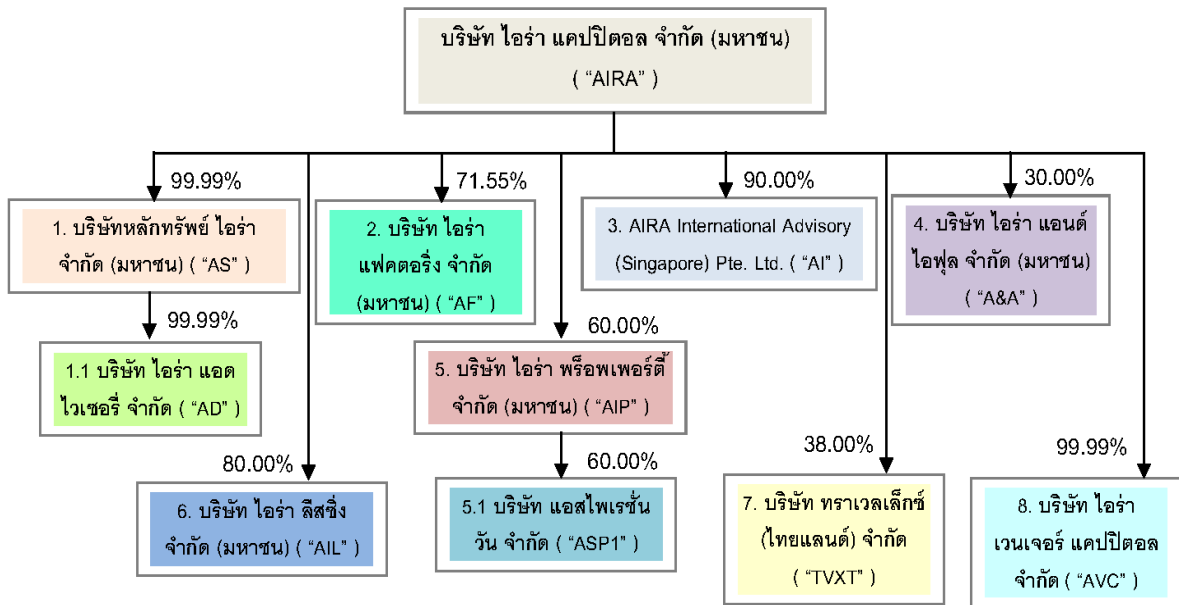 บริษัท ไอร่า แคปปิตอล จำกัด (มหาชน)
( “AIRA” )
99.99%
71.55%
90.00%
30.00%
1. บริษัทหลักทรัพย์ ไอร่า
จำกัด (มหาชน) ( “AS” )
2. บริษัท ไอร่า
แฟคตอริ่ง จำกัด
(มหาชน) ( “AF” )
3. AIRA International Advisory
(Singapore) Pte. Ltd. ( “AI” )
4. บริษัท ไอร่า แอนด์
ไอฟุล จำกัด (มหาชน)
( “A&A” )
99.99%
60.00%
1.1 บริษัท ไอร่า แอด
ไวเซอรี่ จำกัด ( “AD” )
5. บริษัท ไอร่า พร็อพเพอร์ตี้
จำกัด (มหาชน) ( “AIP” )
80.00%
60.00%
38.00%
99.99%
6. บริษัท ไอร่า ลีสซิ่ง
จำกัด (มหาชน) ( “AIL” )
5.1 บริษัท แอสไพเรชั่น
วัน จำกัด ( “ASP1” )
7. บริษัท ทราเวลเล็กซ์
(ไทยแลนด์) จำกัด
( “TVXT” )
8. บริษัท ไอร่า
เวนเจอร์ แคปปิตอล
จำกัด ( “AVC” )